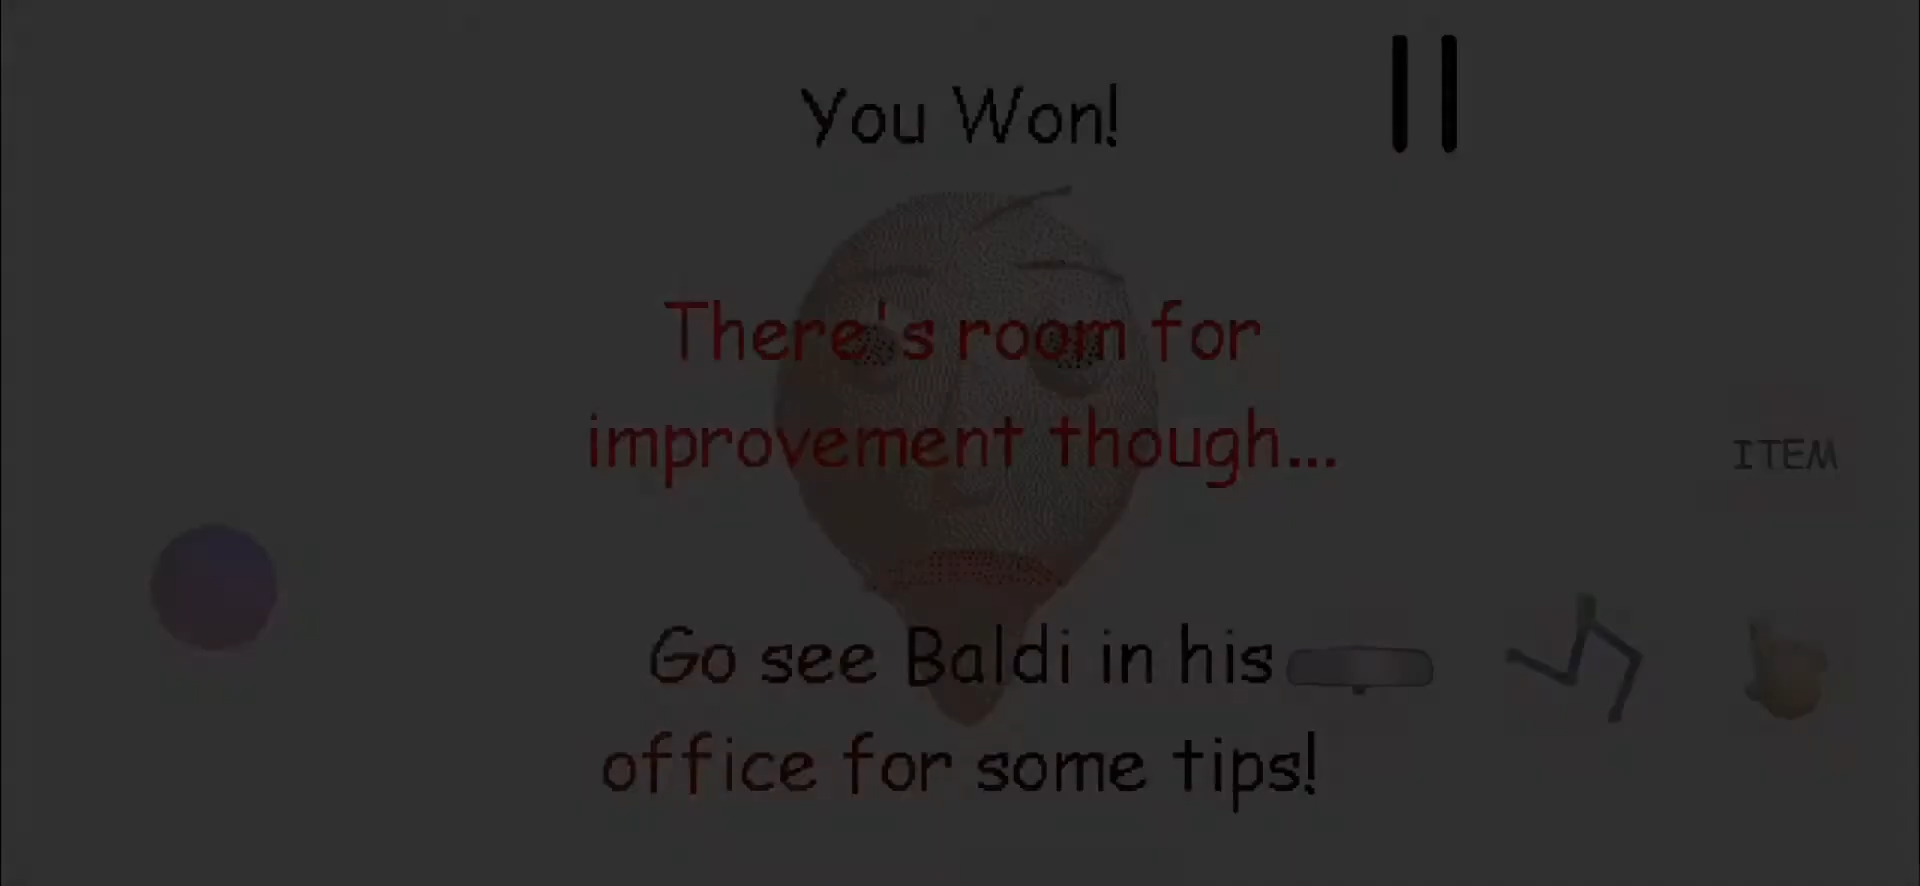 You Won!
There's room for
improvement though...
ITEM
Go see Baldi in his
office for some tips!